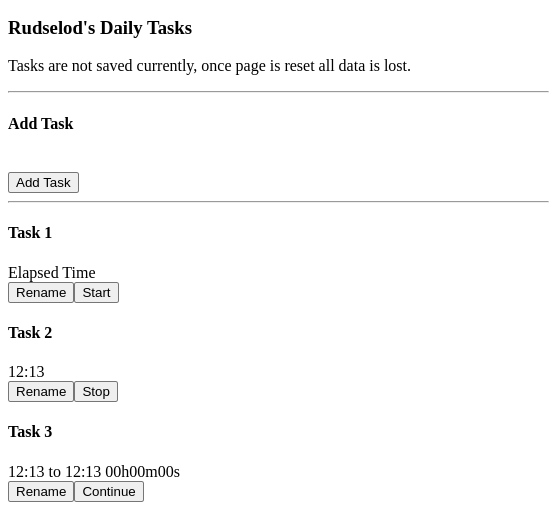 Rudselod's Daily Tasks
Tasks are not saved currently, once page is reset all data is lost.
Add Task
Add Task
Task 1
Elapsed Time
Rename Start
Task 2
12:13
Rename Stop
Task 3
12:13 to 12:13 00h00m00s
Rename Continue